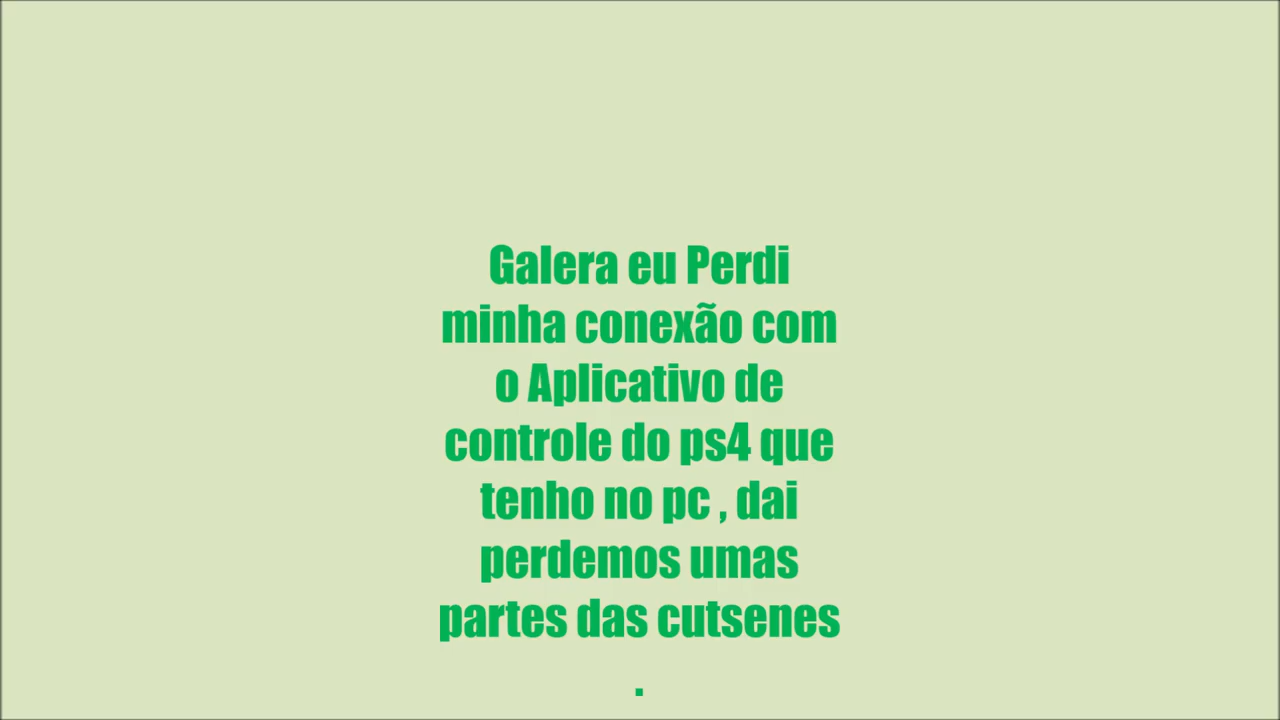 Galera eu Perdi
minha conexão com
o Aplicativo de
controle do ps4 que
tenho no pc , dai
perdemos umas
partes das cutsenes
.